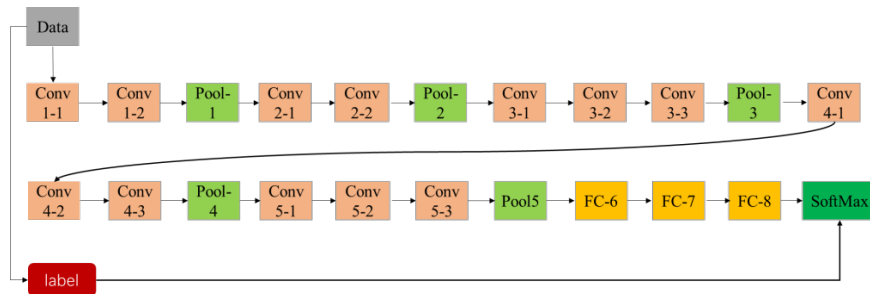 Data
Conv
1-1
Conv
1-2
Pool-
1
Conv
2-1
Conv
2-2
Pool-
2
Conv
3-1
Conv
3-2
Conv
3-3
Pool-
3
Conv
4-1
Conv
4-2
Conv
4-3
Pool-
4
Conv
5-1
Conv
5-2
Conv
5-3
Pool5
FC-6
FC-7
FC-8
SoftMax
label